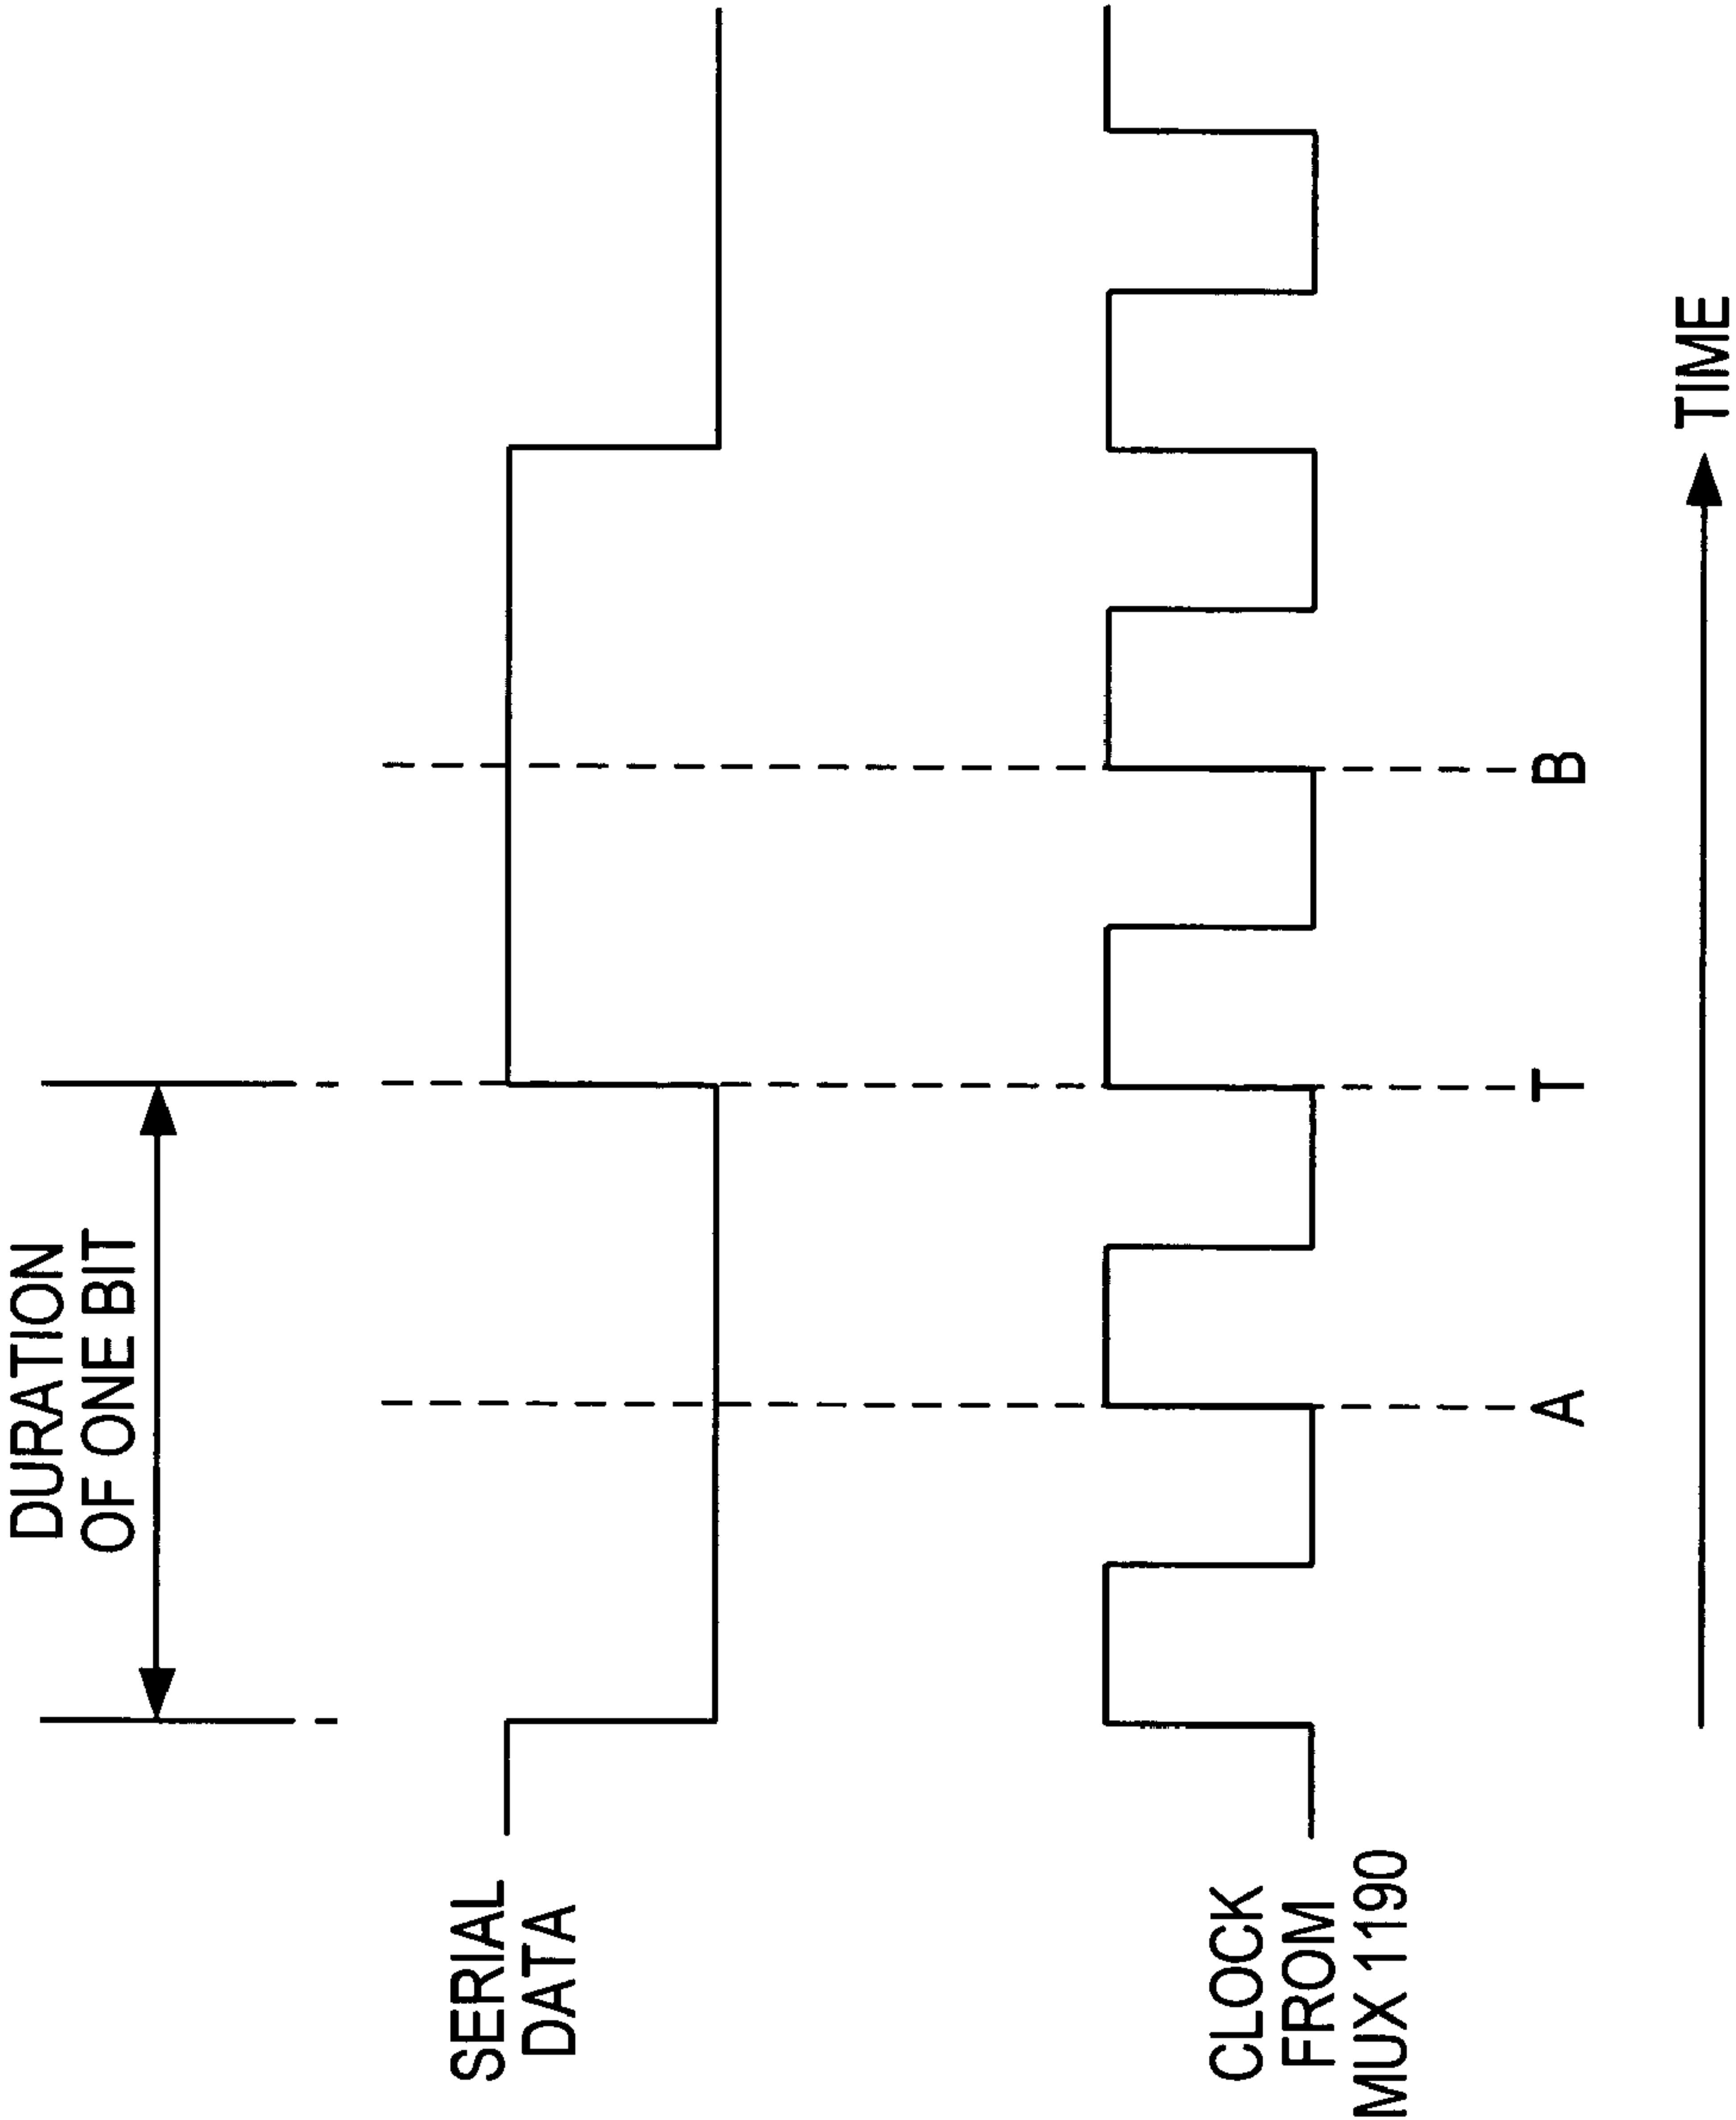 DURATION
OF ONE BIT
SERIAL
DATA
CLOCK
FROM
MUX 1190
A
T
B
TIME